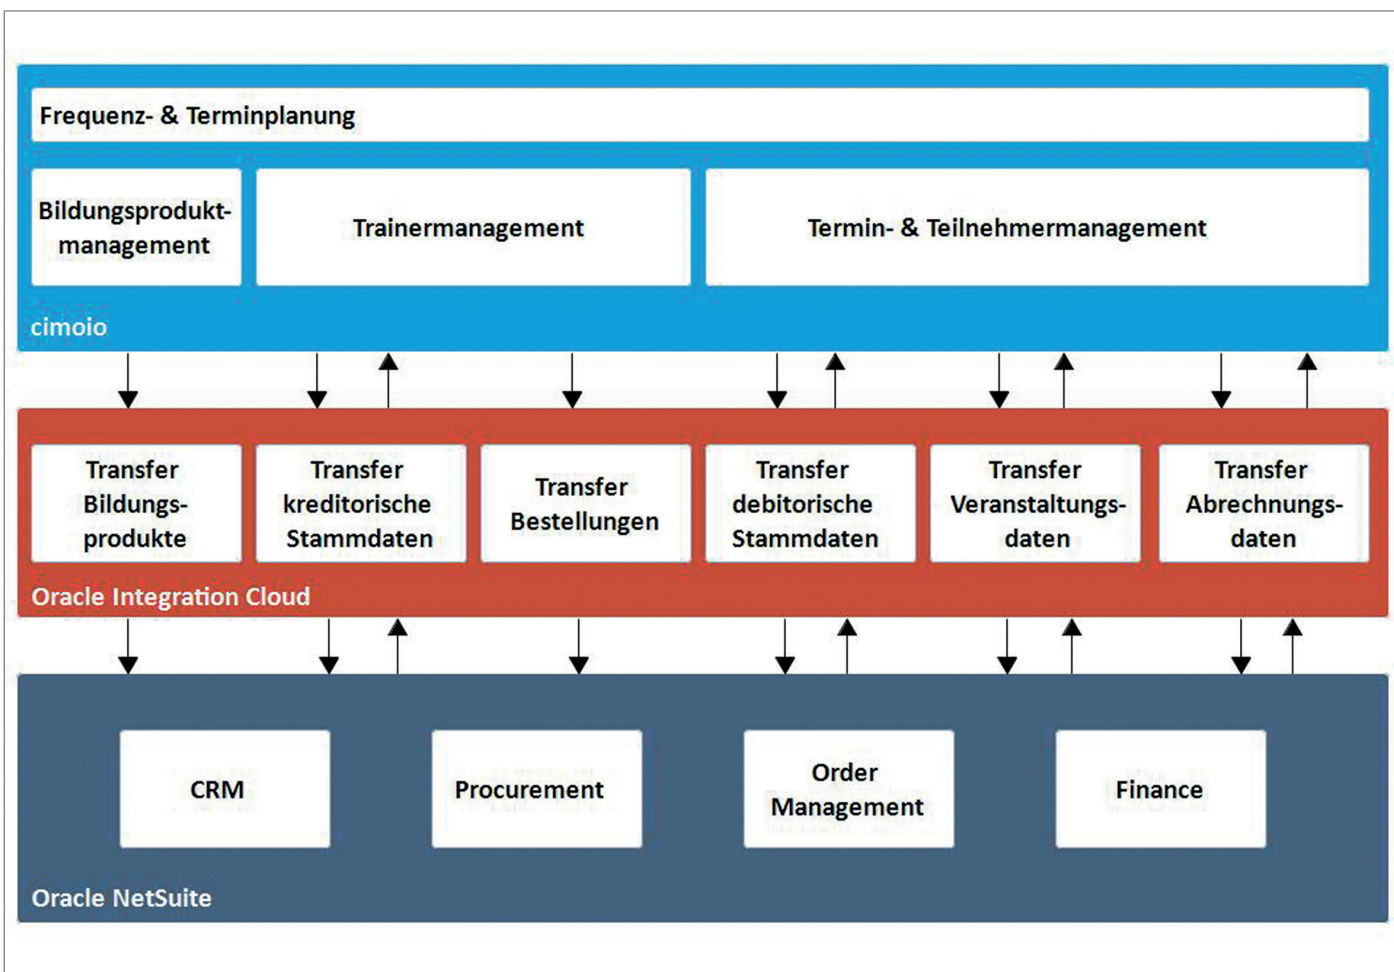 Frequenz- & Terminplanung
Bildungsprodukt-
management
Trainermanagement
Termin- & Teilnehmermanagement
cimoio
Transfer
Bildungs-
produkte
Transfer
kreditorische
Stammdaten
Transfer
Bestellungen
Transfer
debitorische
Stammdaten
Transfer
Veranstaltungs-
daten
Transfer
Abrechnungs-
daten
Oracle Integration Cloud
CRM
Procurement
Order
Management
Finance
Oracle NetSuite